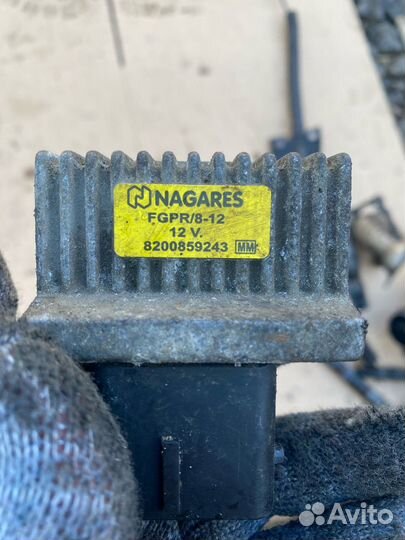 NAGARES
FGPR/8-12
12 V.
8200859243 MM
Avito